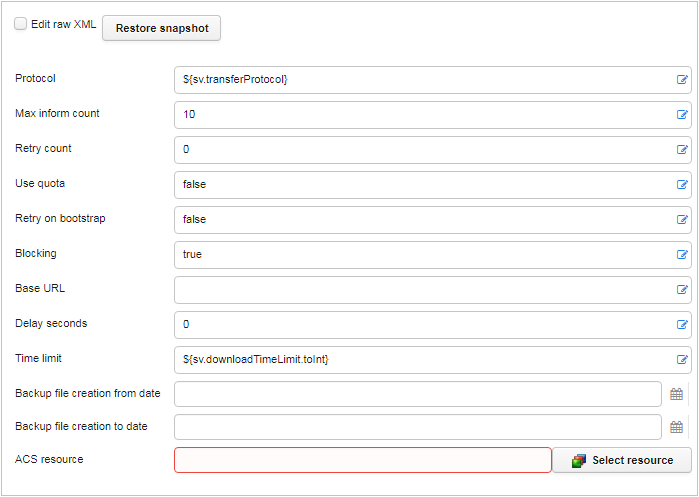 Edit raw XML Restore snapshot
Protocol ${sv.transferProtocol}
Max inform count 10
Retry count 0
Use quota false
Retry on bootstrap false
Blocking true
Base URL
Delay seconds 0
Time limit ${sv.downloadTimeLimit.toInt}
Backup file creation from date
Backup file creation to date
ACS resource Select resource